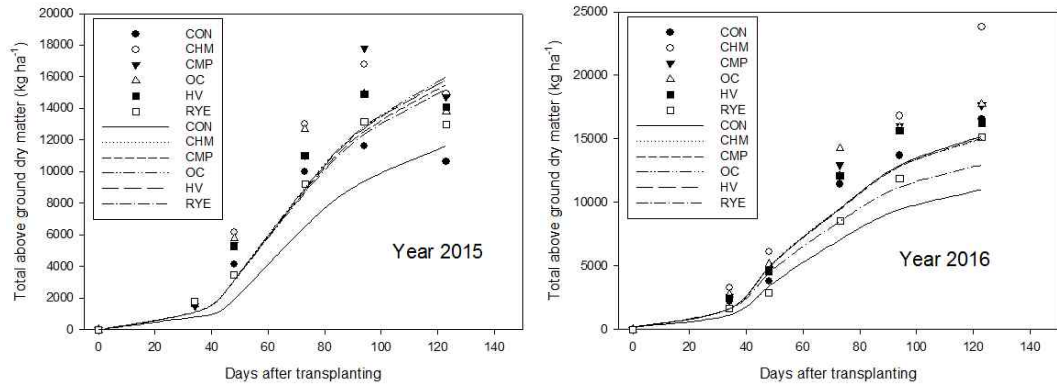 Total above ground dry matter (kg ha-1)
20000
18000
16000
14000
12000
10000
8000
6000
4000
2000
0
CON
CHM
CMP
OC
HV
RYE
CON
CHM
CMP
OC
HV
RYE
Year 2015
0 20 40 60 80 100 120 140
Days after transplanting
Total above ground dry matter (kg ha-1)
25000
20000
15000
10000
5000
0
CON
CHM
CMP
OC
HV
RYE
CON
CHM
CMP
OC
HV
RYE
Year 2016
0 20 40 60 80 100 120 140
Days after transplanting